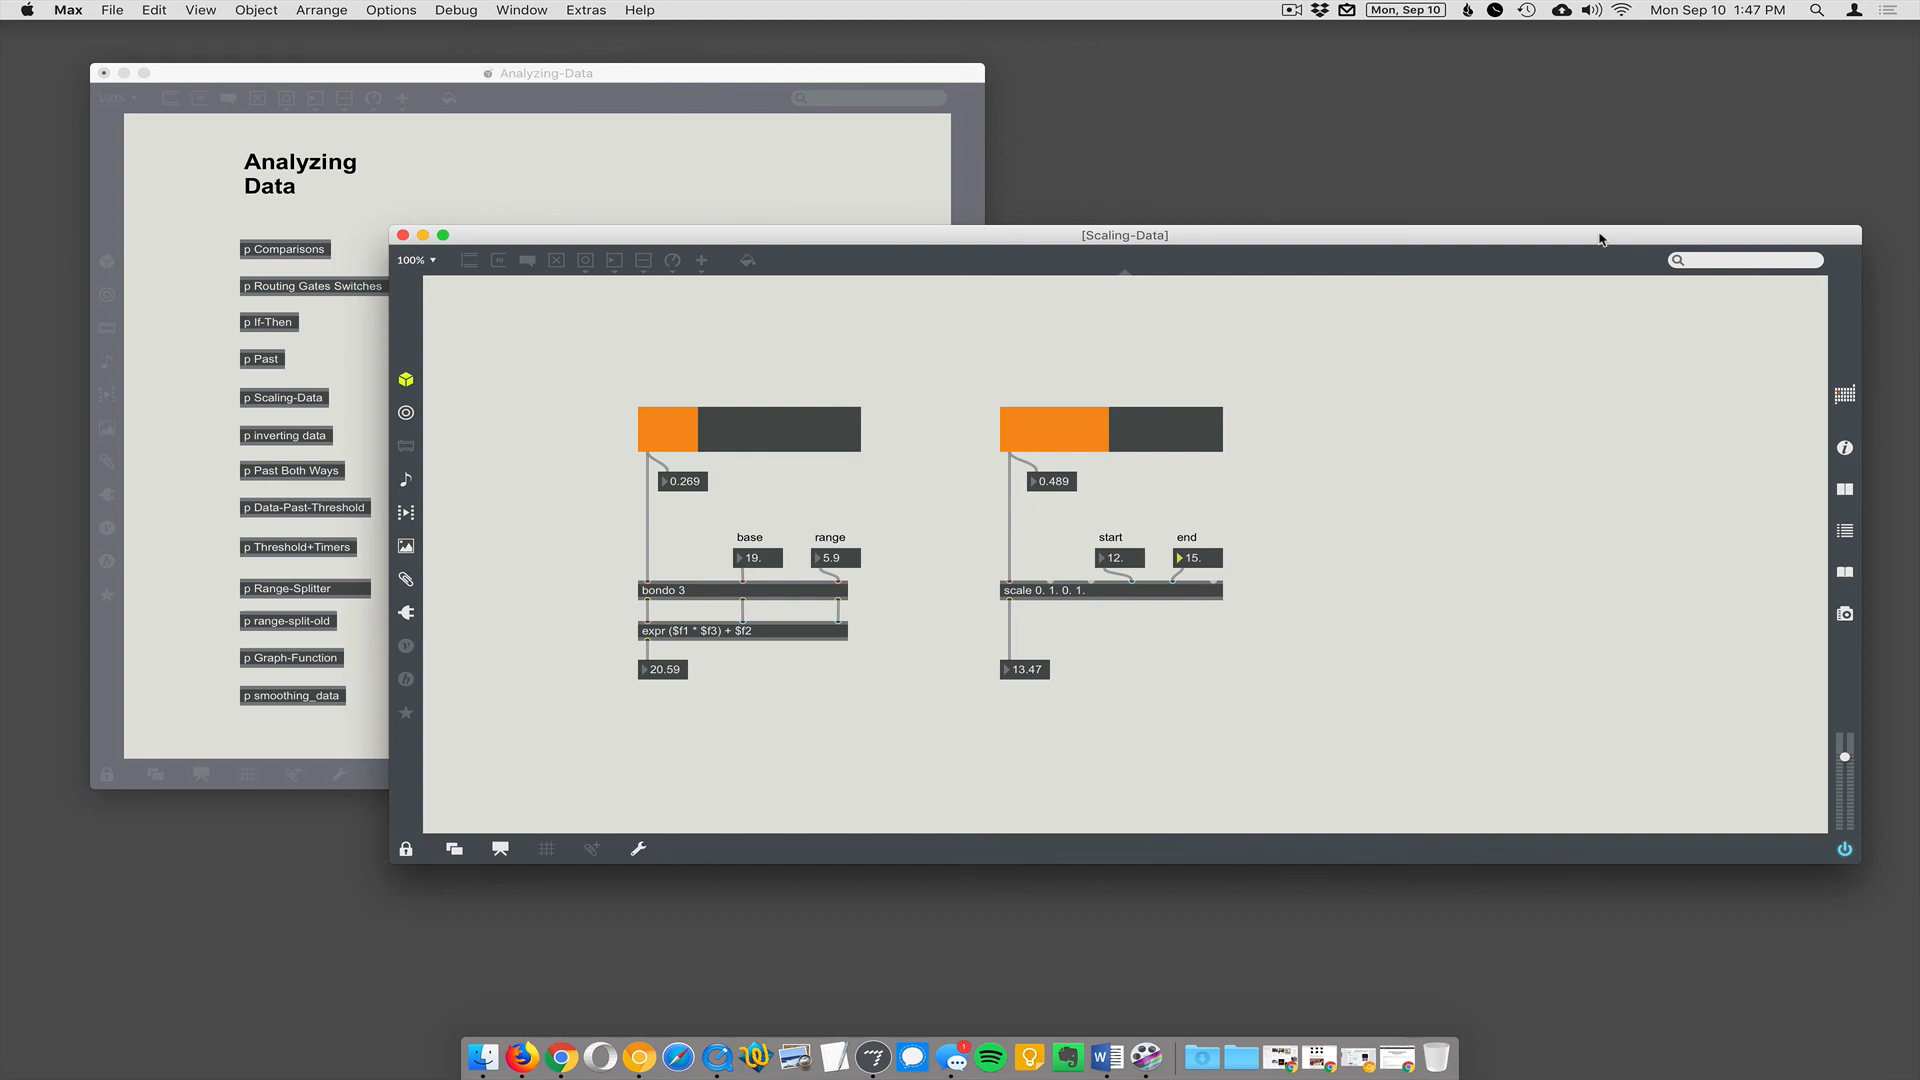 Max File Edit View Object Arrange Options Debug Window Extras Help
Mon, Sep 10
Mon Sep 10 1:47 PM
Analyzing-Data
100%
Analyzing
Data
p Comparisons
p Routing Gates Switches
p If-Then
p Past
p Scaling-Data
p inverting data
p Past Both Ways
p Data-Past-Threshold
p Threshold+Timers
p Range-Splitter
p range-split-old
p Graph-Function
p smoothing_data
[Scaling-Data]
100%
0.269
base range
19. 5.9
bondo 3
expr ($f1 * $f3) + $f2
20.59
0.489
start end
12. 15.
scale 0. 1. 0. 1.
13.47
1